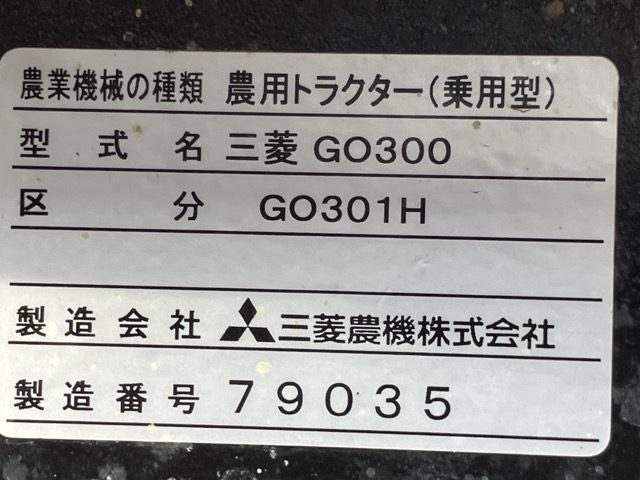 農業機械の種類 農用トラクター(乗用型)
型式名 三菱 GO300
区分 GO301H
製造会社 三菱農機株式会社
製造番号 79035